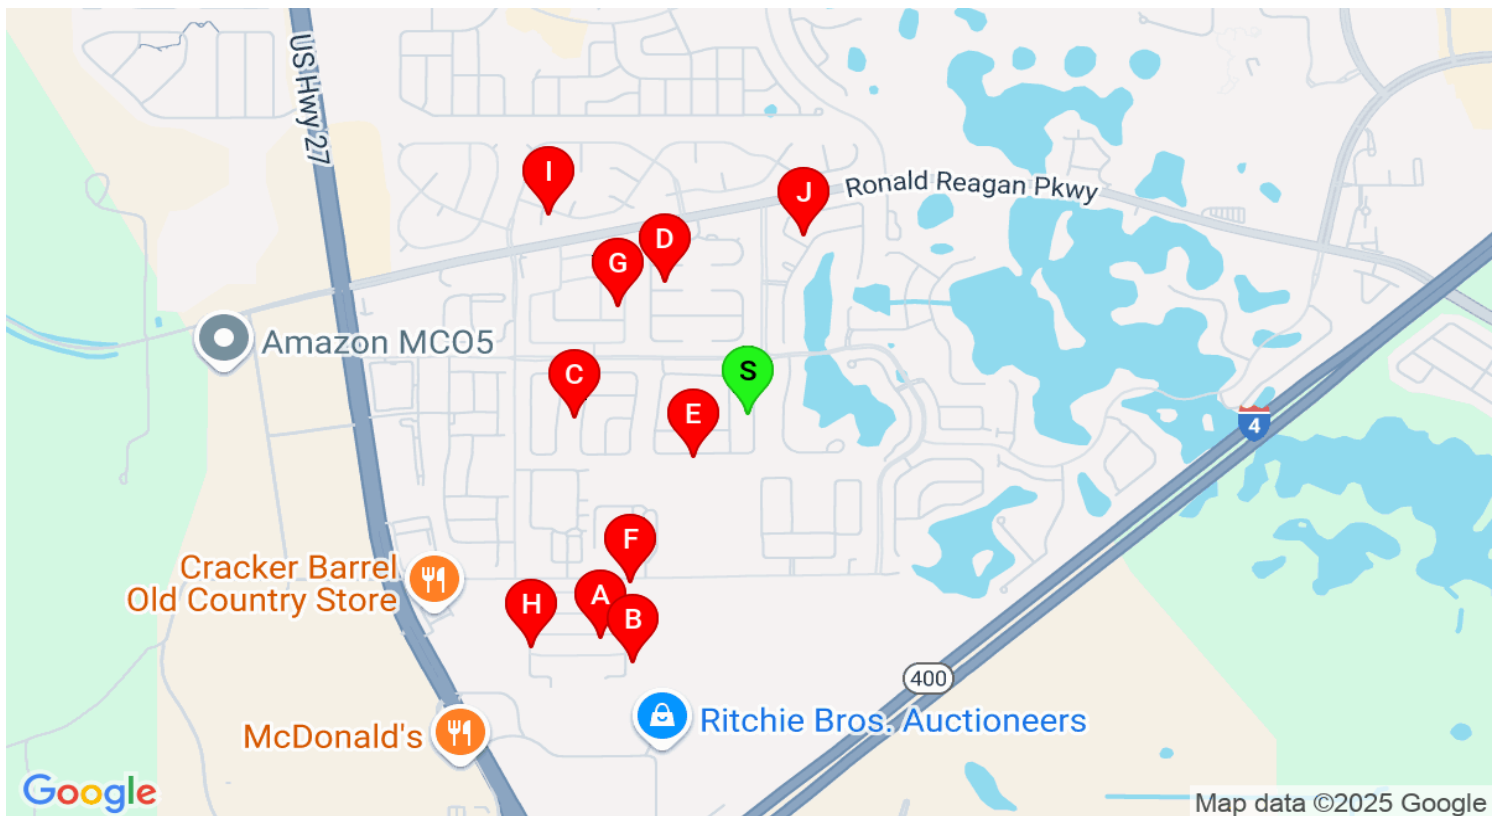 US Hwy 27
I
J
Ronald Reagan Pkwy
D
G
Amazon MCO5
C
S
E
4
F
Cracker Barrel
Old Country Store
H
A
B
400
McDonald's
Ritchie Bros. Auctioneers
Google
Map data ©2025 Google